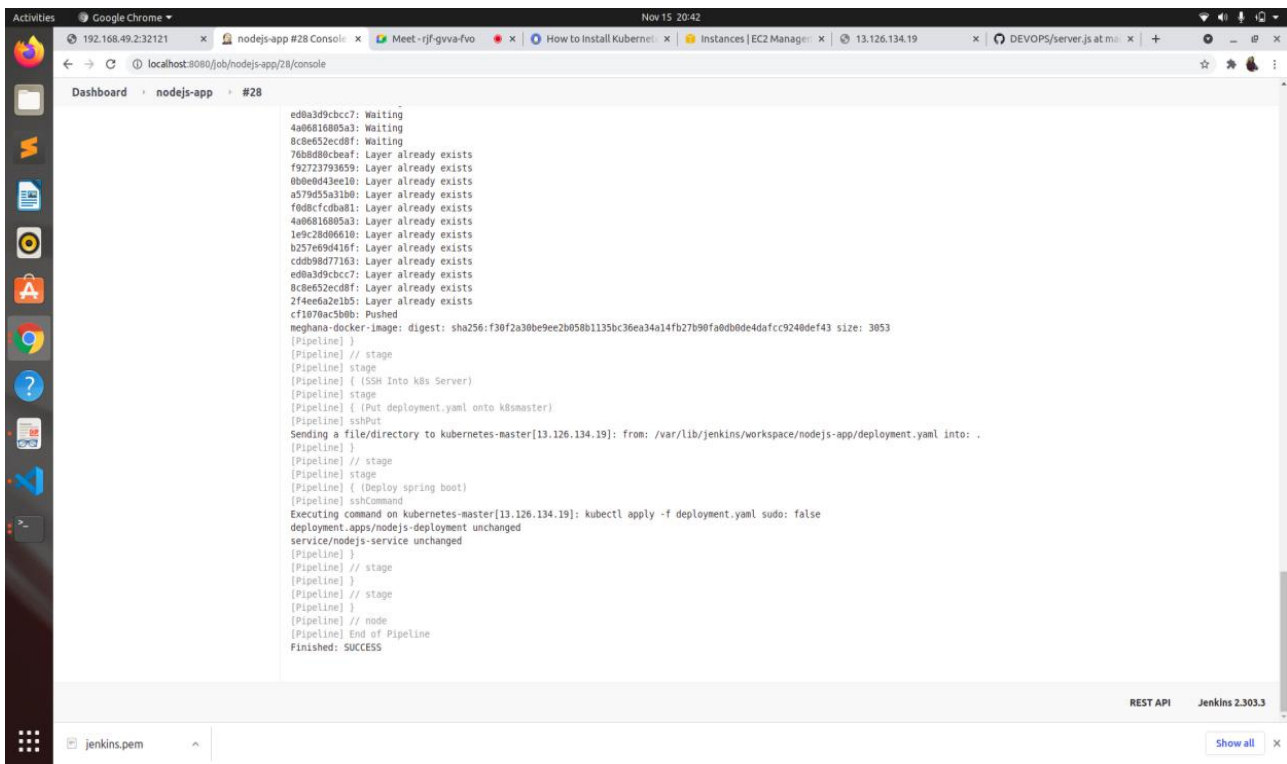 Activities
Google Chrome
Nov 15 20:42
192.168.49.2:32121
nodejs-app #28 Console
Meet - rjf-gvva-fvo
How to Install Kubernet
Instances | EC2 Manager
13.126.134.19
DEVOPS/server.js at ma
localhost:8080/job/nodejs-app/28/console
Dashboard
nodejs-app
#28
ed0a3d9cbcc7: Waiting
4a06816805a3: Waiting
8c8e652ecd8f: Waiting
76b8d80cbeaf: Layer already exists
f92723793659: Layer already exists
0b0e0d43ee10: Layer already exists
a579d55a31b0: Layer already exists
f0d8cfcdba81: Layer already exists
4a06816805a3: Layer already exists
1e9c28d06610: Layer already exists
b257e69d416f: Layer already exists
cddb98d77163: Layer already exists
ed0a3d9cbcc7: Layer already exists
8c8e652ecd8f: Layer already exists
2f4ee6a2e1b5: Layer already exists
cf1070ac5b0b: Pushed
meghana-docker-image: digest: sha256:f30f2a30be9ee2b058b1135bc36ea34a14fb27b90fa0db0de4dafcc9240def43 size: 3053
[Pipeline] }
[Pipeline] // stage
[Pipeline] stage
[Pipeline] { (SSH Into k8s Server)
[Pipeline] stage
[Pipeline] { (Put deployment.yaml onto k8smaster)
[Pipeline] sshPut
Sending a file/directory to kubernetes-master[13.126.134.19]: from: /var/lib/jenkins/workspace/nodejs-app/deployment.yaml into: .
[Pipeline] }
[Pipeline] // stage
[Pipeline] stage
[Pipeline] { (Deploy spring boot)
[Pipeline] sshCommand
Executing command on kubernetes-master[13.126.134.19]: kubectl apply -f deployment.yaml sudo: false
deployment.apps/nodejs-deployment unchanged
service/nodejs-service unchanged
[Pipeline] }
[Pipeline] // stage
[Pipeline] }
[Pipeline] // stage
[Pipeline] }
[Pipeline] // node
[Pipeline] End of Pipeline
Finished: SUCCESS
REST API
Jenkins 2.303.3
jenkins.pem
Show all